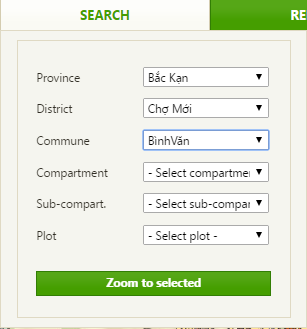 SEARCH
RE
Province Bắc Kạn
District Chợ Mới
Commune BìnhVăn
Compartment - Select compartme
Sub-compart. - Select sub-compar
Plot - Select plot -
Zoom to selected